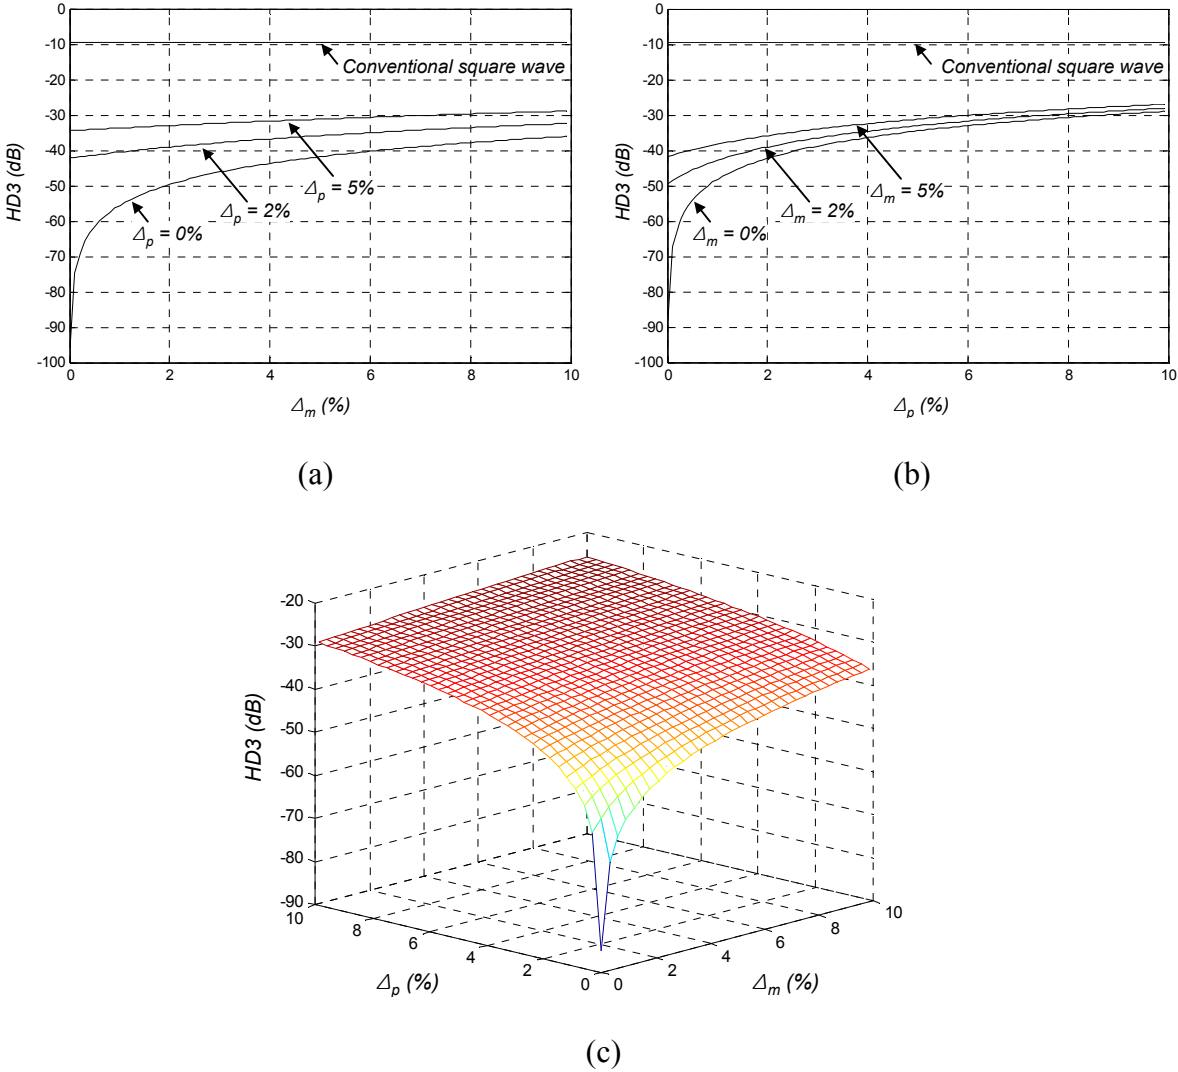 0
-10
-20
-30
-40
-50
-60
-70
-80
-90
-100
HD3 (dB)
Conventional square wave
Δp = 5%
Δp = 2%
Δp = 0%
0 2 4 6 8 10
Δm (%)
(a)
0
-10
-20
-30
-40
-50
-60
-70
-80
-90
-100
HD3 (dB)
Conventional square wave
Δm = 5%
Δm = 2%
Δm = 0%
0 2 4 6 8 10
Δp (%)
(b)
-20
-30
-40
-50
-60
-70
-80
-90
HD3 (dB)
10 8 6 4 2 0
Δp (%)
0 2 4 6 8 10
Δm (%)
(c)